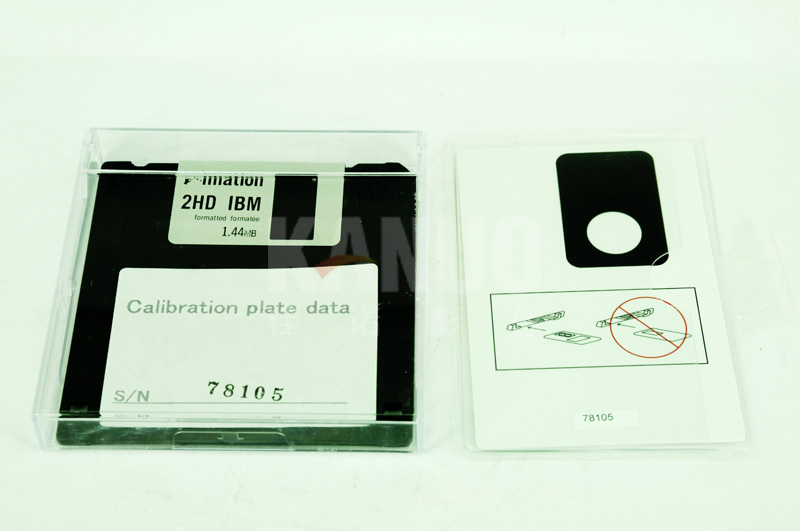 imation
2HD IBM
formatted formatée
1.44MB
Calibration plate data
S/N 78105
78105